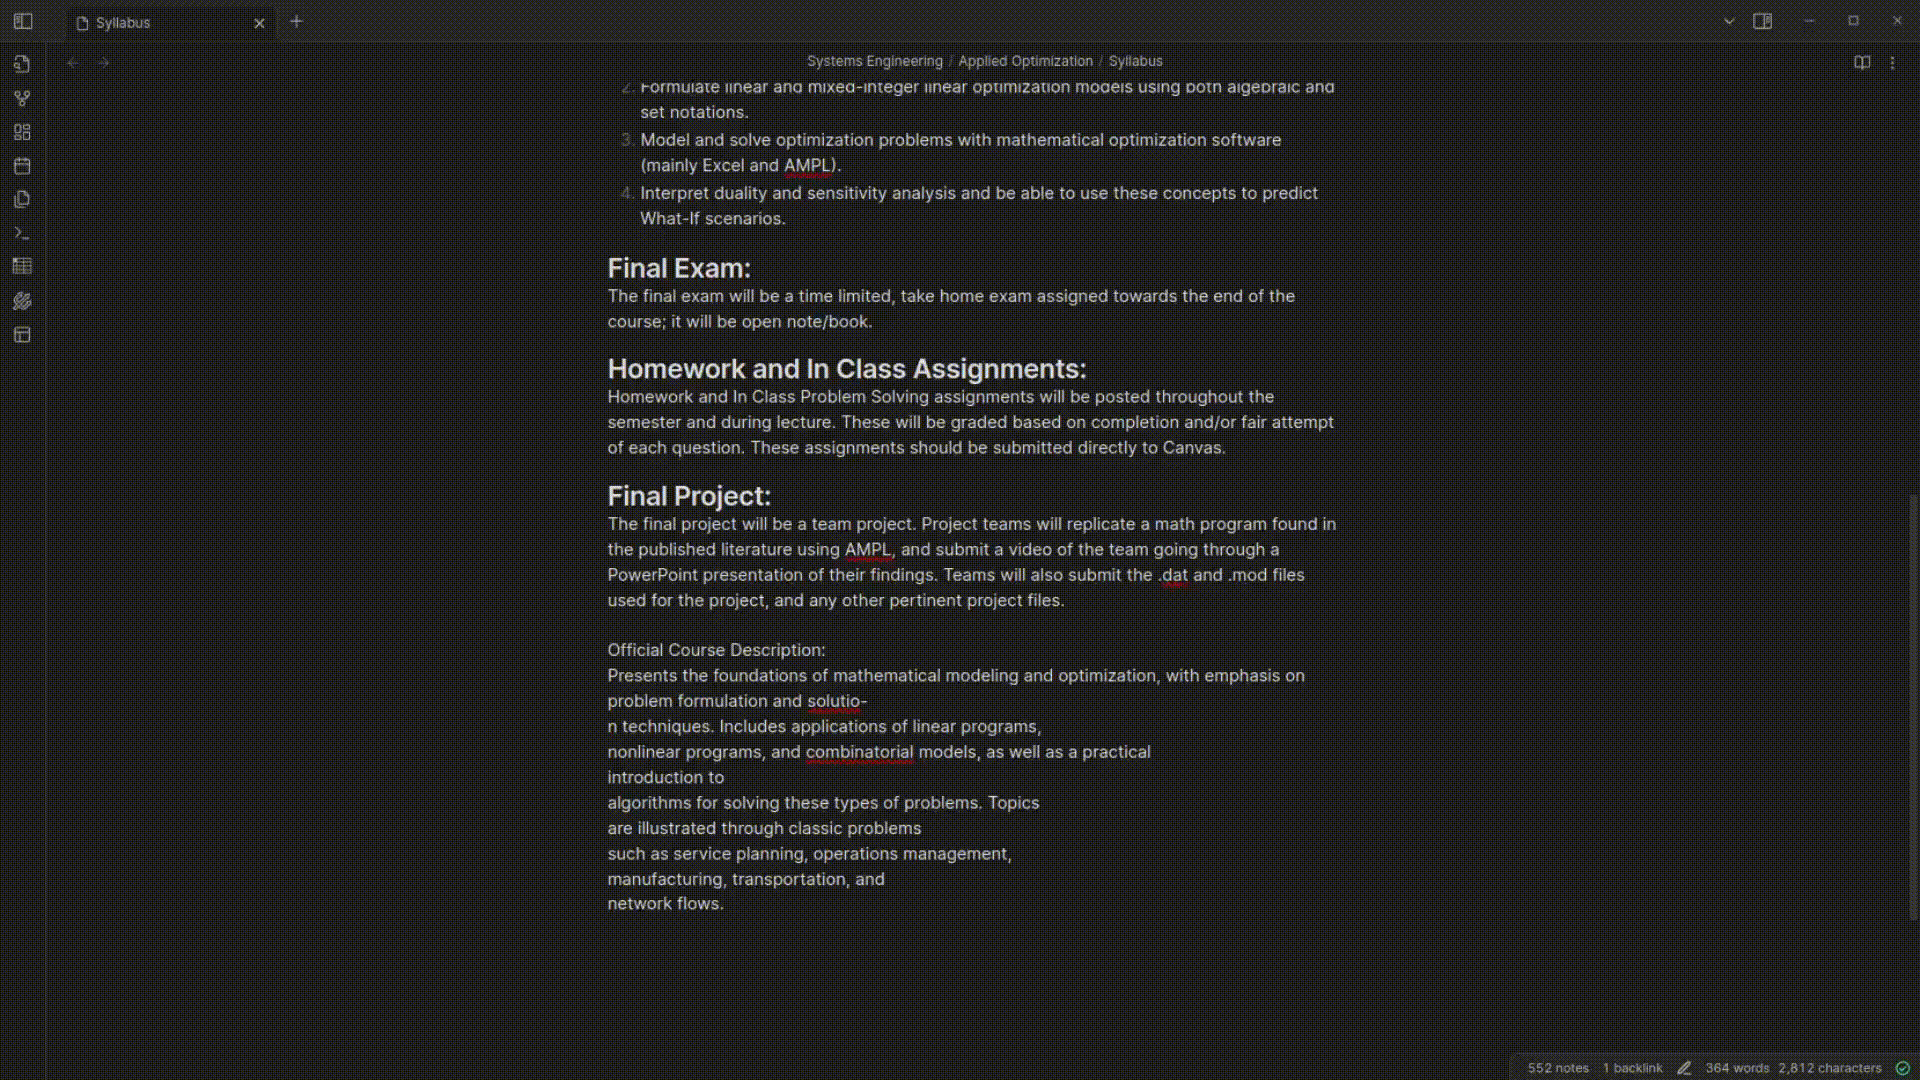 Syllabus
Systems Engineering / Applied Optimization / Syllabus
2. Formulate linear and mixed-integer linear optimization models using both algebraic and
set notations.
3. Model and solve optimization problems with mathematical optimization software
(mainly Excel and AMPL).
4. Interpret duality and sensitivity analysis and be able to use these concepts to predict
What-If scenarios.
Final Exam:
The final exam will be a time limited, take home exam assigned towards the end of the
course; it will be open note/book.
Homework and In Class Assignments:
Homework and In Class Problem Solving assignments will be posted throughout the
semester and during lecture. These will be graded based on completion and/or fair attempt
of each question. These assignments should be submitted directly to Canvas.
Final Project:
The final project will be a team project. Project teams will replicate a math program found in
the published literature using AMPL, and submit a video of the team going through a
PowerPoint presentation of their findings. Teams will also submit the .dat and .mod files
used for the project, and any other pertinent project files.
Official Course Description:
Presents the foundations of mathematical modeling and optimization, with emphasis on
problem formulation and solutio-
n techniques. Includes applications of linear programs,
nonlinear programs, and combinatorial models, as well as a practical
introduction to
algorithms for solving these types of problems. Topics
are illustrated through classic problems
such as service planning, operations management,
manufacturing, transportation, and
network flows.
552 notes 1 backlink 364 words 2,812 characters